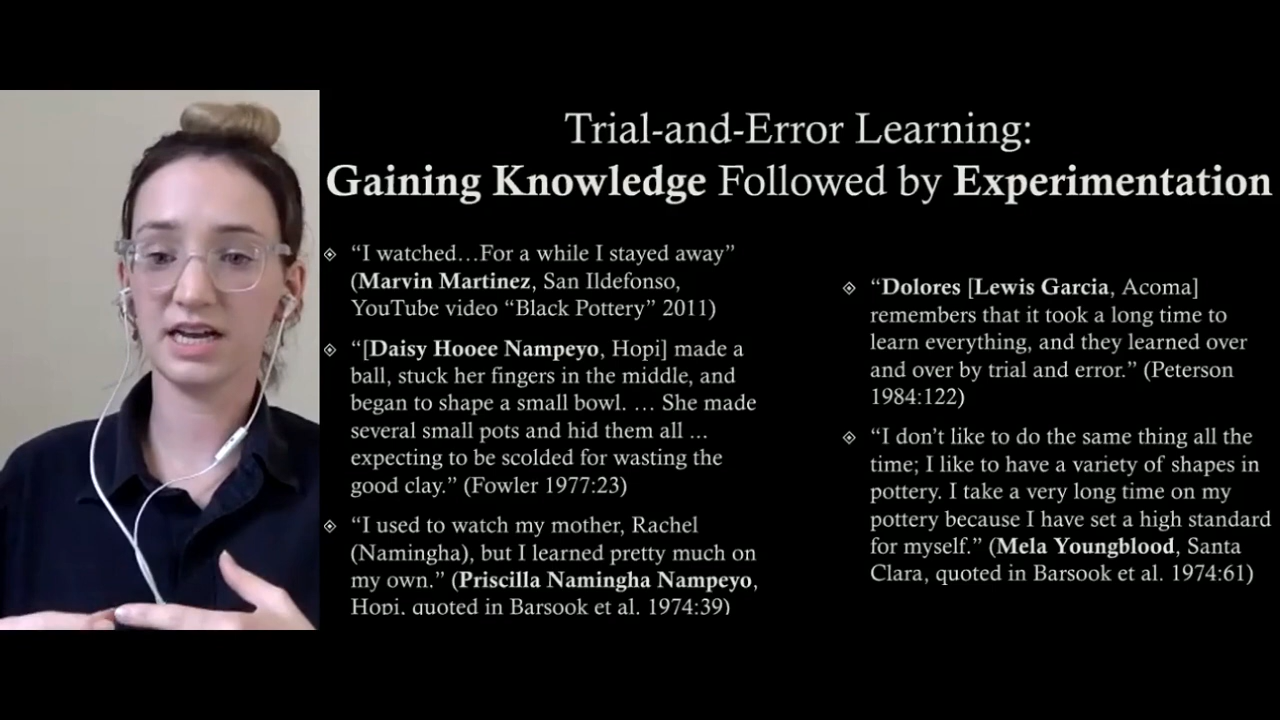 Trial-and-Error Learning:
Gaining Knowledge Followed by Experimentation
“I watched…For a while I stayed away”
(Marvin Martinez, San Ildefonso,
YouTube video “Black Pottery” 2011)
“[Daisy Hooee Nampeyo, Hopi] made a
ball, stuck her fingers in the middle, and
began to shape a small bowl. … She made
several small pots and hid them all ...
expecting to be scolded for wasting the
good clay.” (Fowler 1977:23)
“I used to watch my mother, Rachel
(Namingha), but I learned pretty much on
my own.” (Priscilla Namingha Nampeyo,
Hopi, quoted in Barsook et al. 1974:39)
“Dolores [Lewis Garcia, Acoma]
remembers that it took a long time to
learn everything, and they learned over
and over by trial and error.” (Peterson
1984:122)
“I don’t like to do the same thing all the
time; I like to have a variety of shapes in
pottery. I take a very long time on my
pottery because I have set a high standard
for myself.” (Mela Youngblood, Santa
Clara, quoted in Barsook et al. 1974:61)